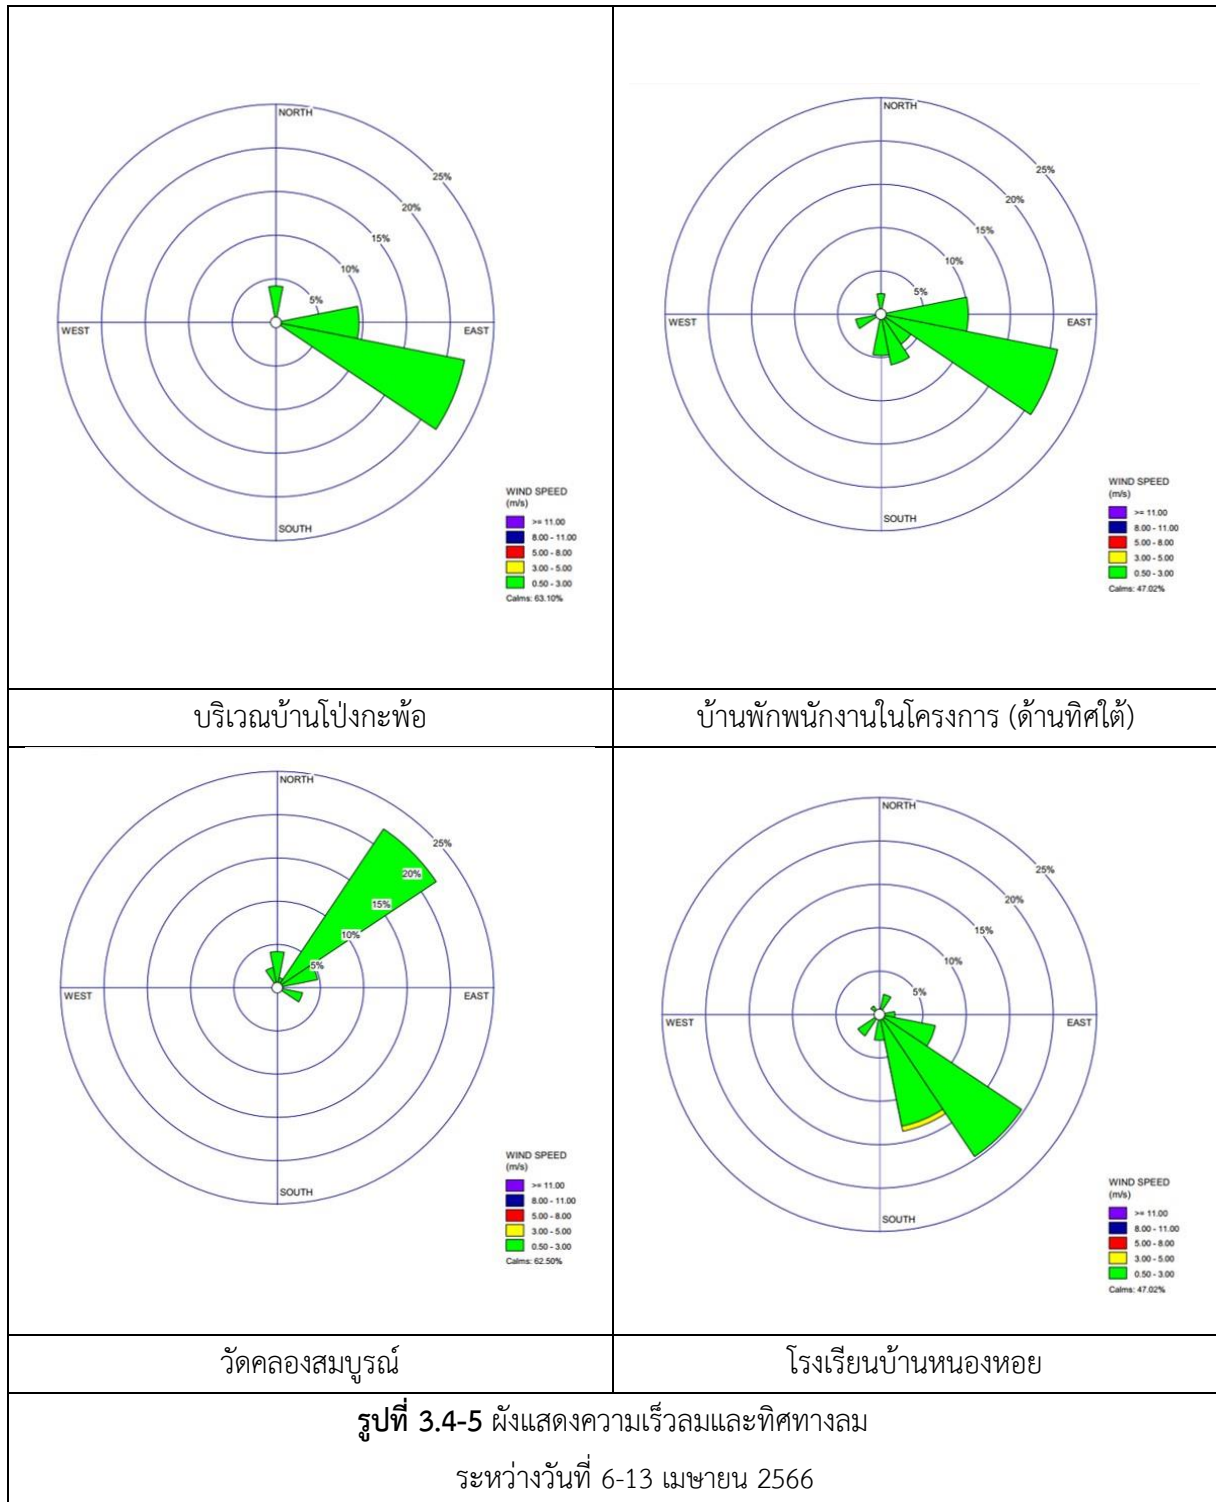 NORTH
25%
20%
15%
10%
5%
WEST
EAST
SOUTH
WIND SPEED
(m/s)
>= 11.00
8.00 - 11.00
5.00 - 8.00
3.00 - 5.00
0.50 - 3.00
Calms: 63.10%
บริเวณบ้านโป่งกะพ้อ
NORTH
25%
20%
15%
10%
5%
WEST
EAST
SOUTH
WIND SPEED
(m/s)
>= 11.00
8.00 - 11.00
5.00 - 8.00
3.00 - 5.00
0.50 - 3.00
Calms: 47.02%
บ้านพักพนักงานในโครงการ (ด้านทิศใต้)
NORTH
25%
20%
15%
10%
5%
WEST
EAST
SOUTH
WIND SPEED
(m/s)
>= 11.00
8.00 - 11.00
5.00 - 8.00
3.00 - 5.00
0.50 - 3.00
Calms: 62.50%
วัดคลองสมบูรณ์
NORTH
25%
20%
15%
10%
5%
WEST
EAST
SOUTH
WIND SPEED
(m/s)
>= 11.00
8.00 - 11.00
5.00 - 8.00
3.00 - 5.00
0.50 - 3.00
Calms: 47.02%
โรงเรียนบ้านหนองหอย
รูปที่ 3.4-5 ผังแสดงความเร็วลมและทิศทางลม
ระหว่างวันที่ 6-13 เมษายน 2566